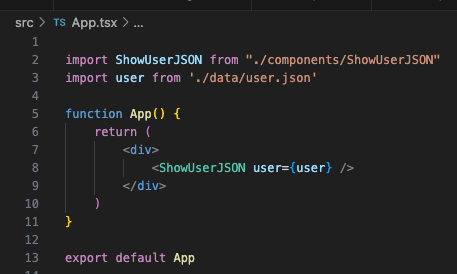 src > TS App.tsx > ...
1
2 import ShowUserJSON from "./components/ShowUserJSON"
3 import user from './data/user.json'
4
5 function App() {
6     return (
7         <div>
8             <ShowUserJSON user={user} />
9         </div>
10     )
11 }
12
13 export default App